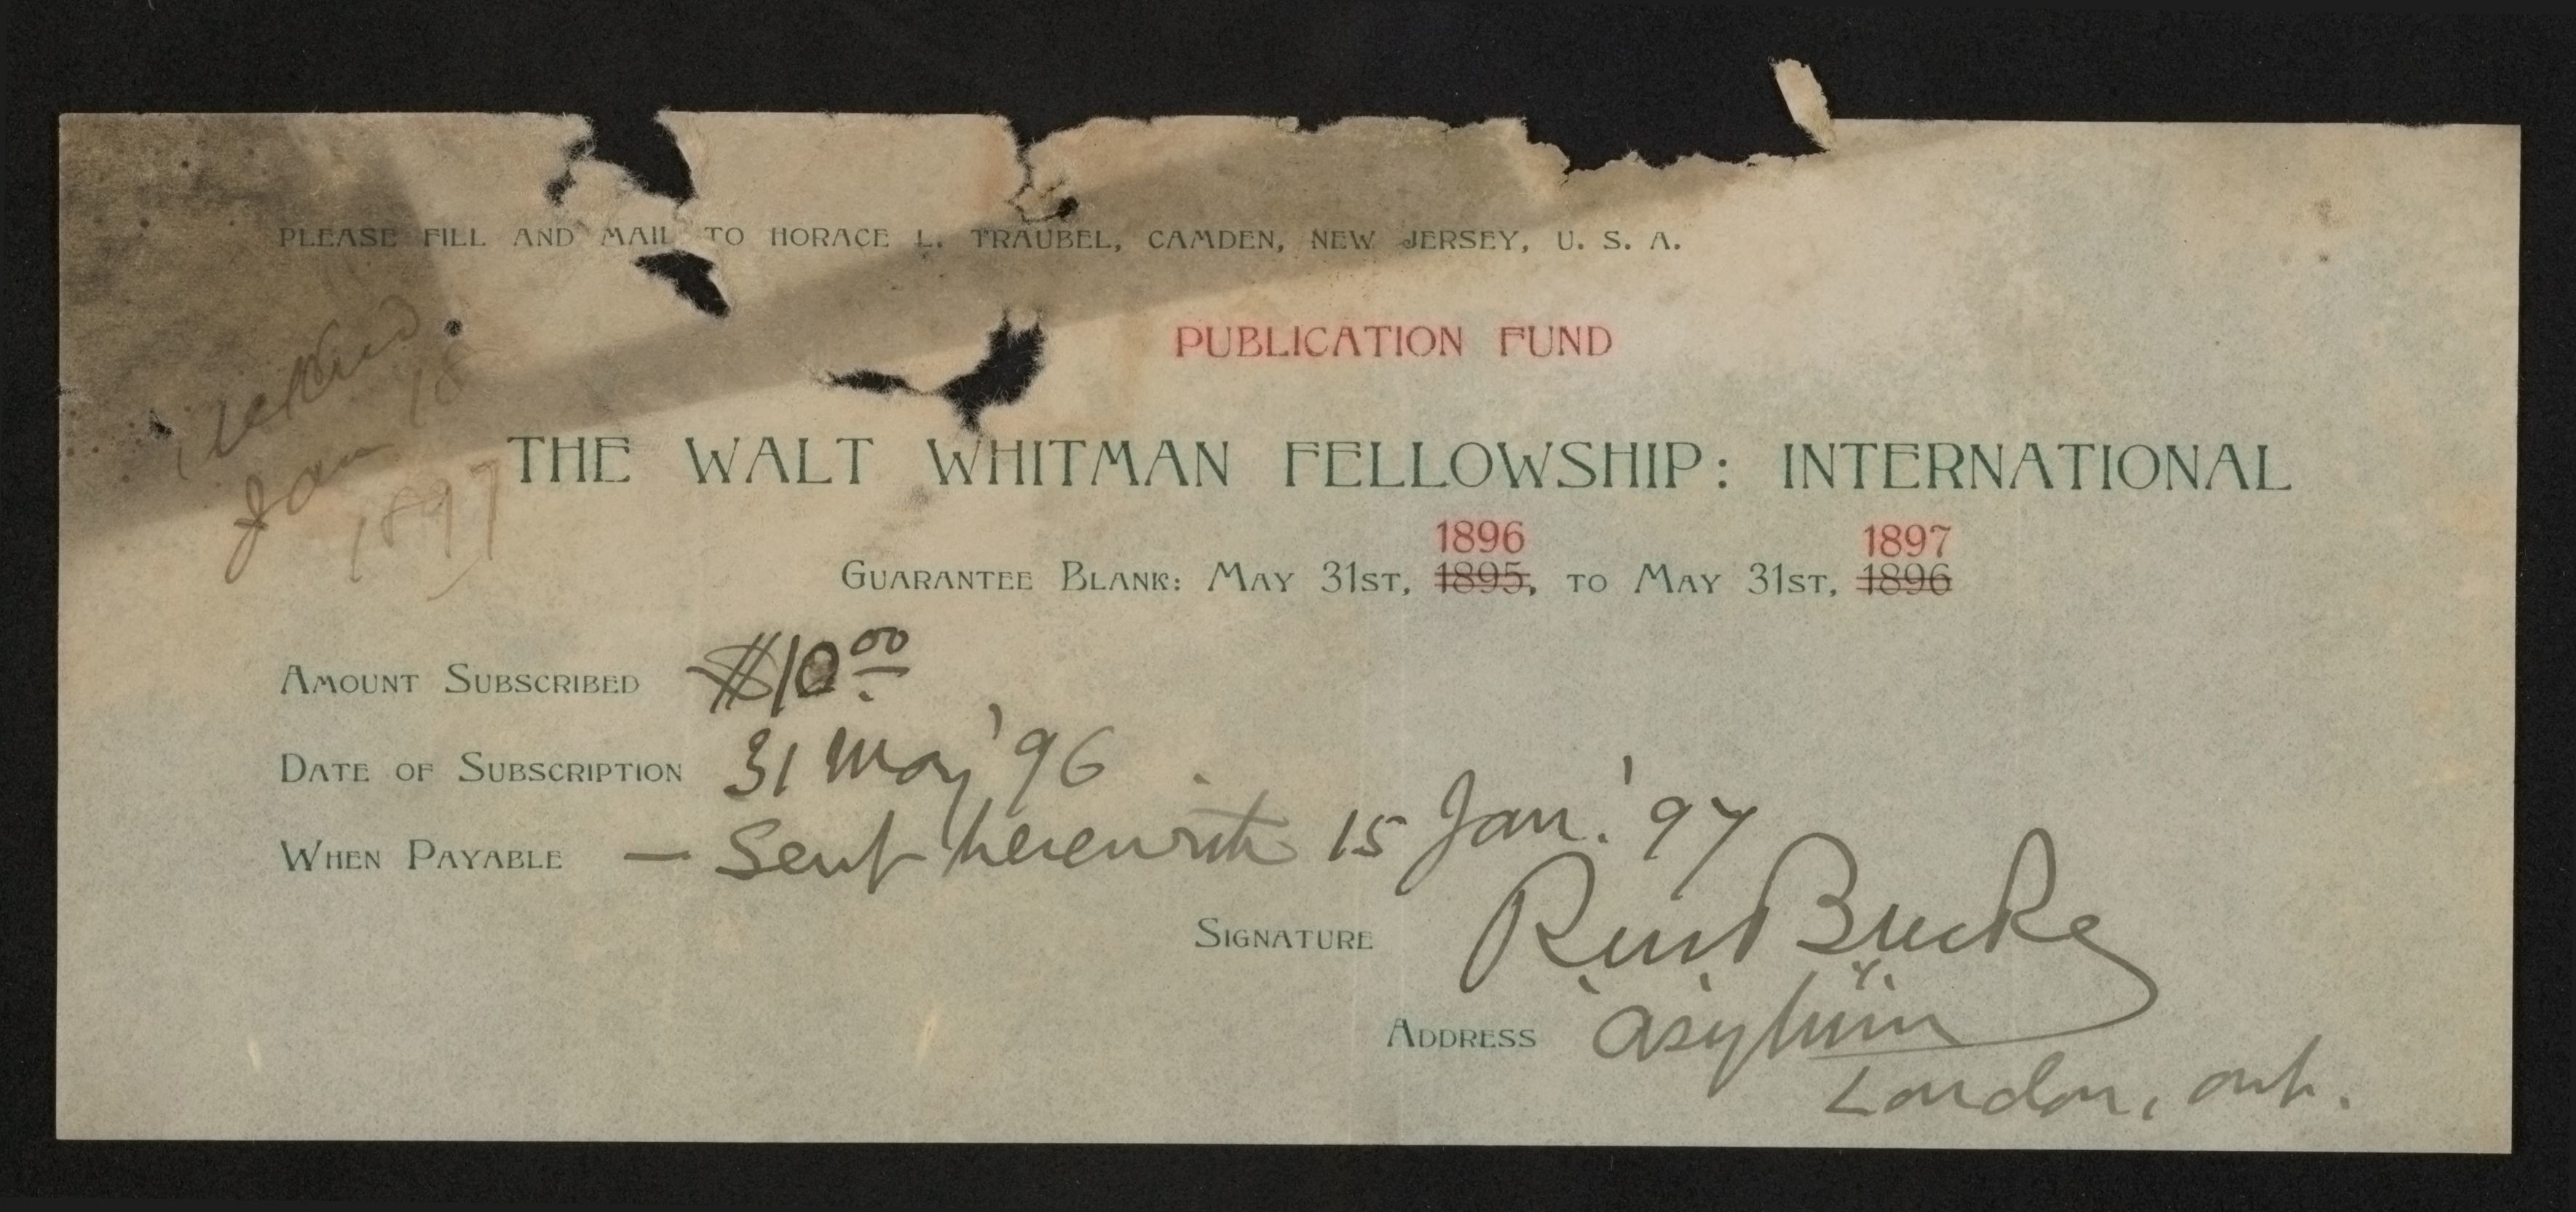 PLEASE FILL AND MAIL TO HORACE L. TRAUBEL, CAMDEN, NEW JERSEY, U. S. A.
PUBLICATION FUND
Jan 18
1897
THE WALT WHITMAN FELLOWSHIP: INTERNATIONAL
1896 1897
GUARANTEE BLANK: MAY 31ST, 1895, TO MAY 31ST, 1896
AMOUNT SUBSCRIBED $10.00
DATE OF SUBSCRIPTION 31 May '96
WHEN PAYABLE — Sent herewith 15 Jan. '97
SIGNATURE Bucke
ADDRESS Asylum
London, Ont.